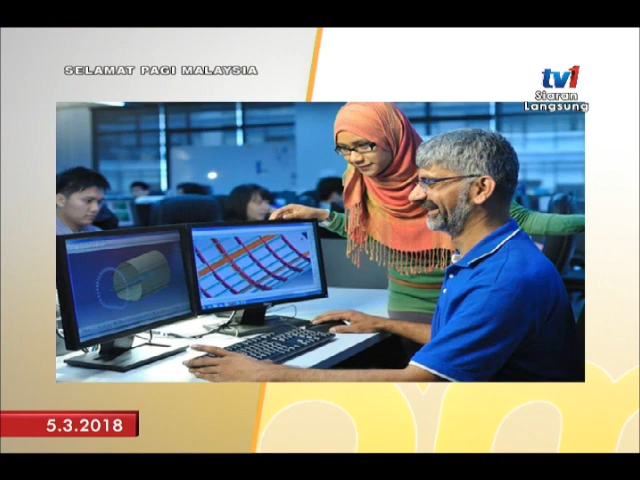 SELAMAT PAGI MALAYSIA
tv1
Siaran
Langsung
5.3.2018